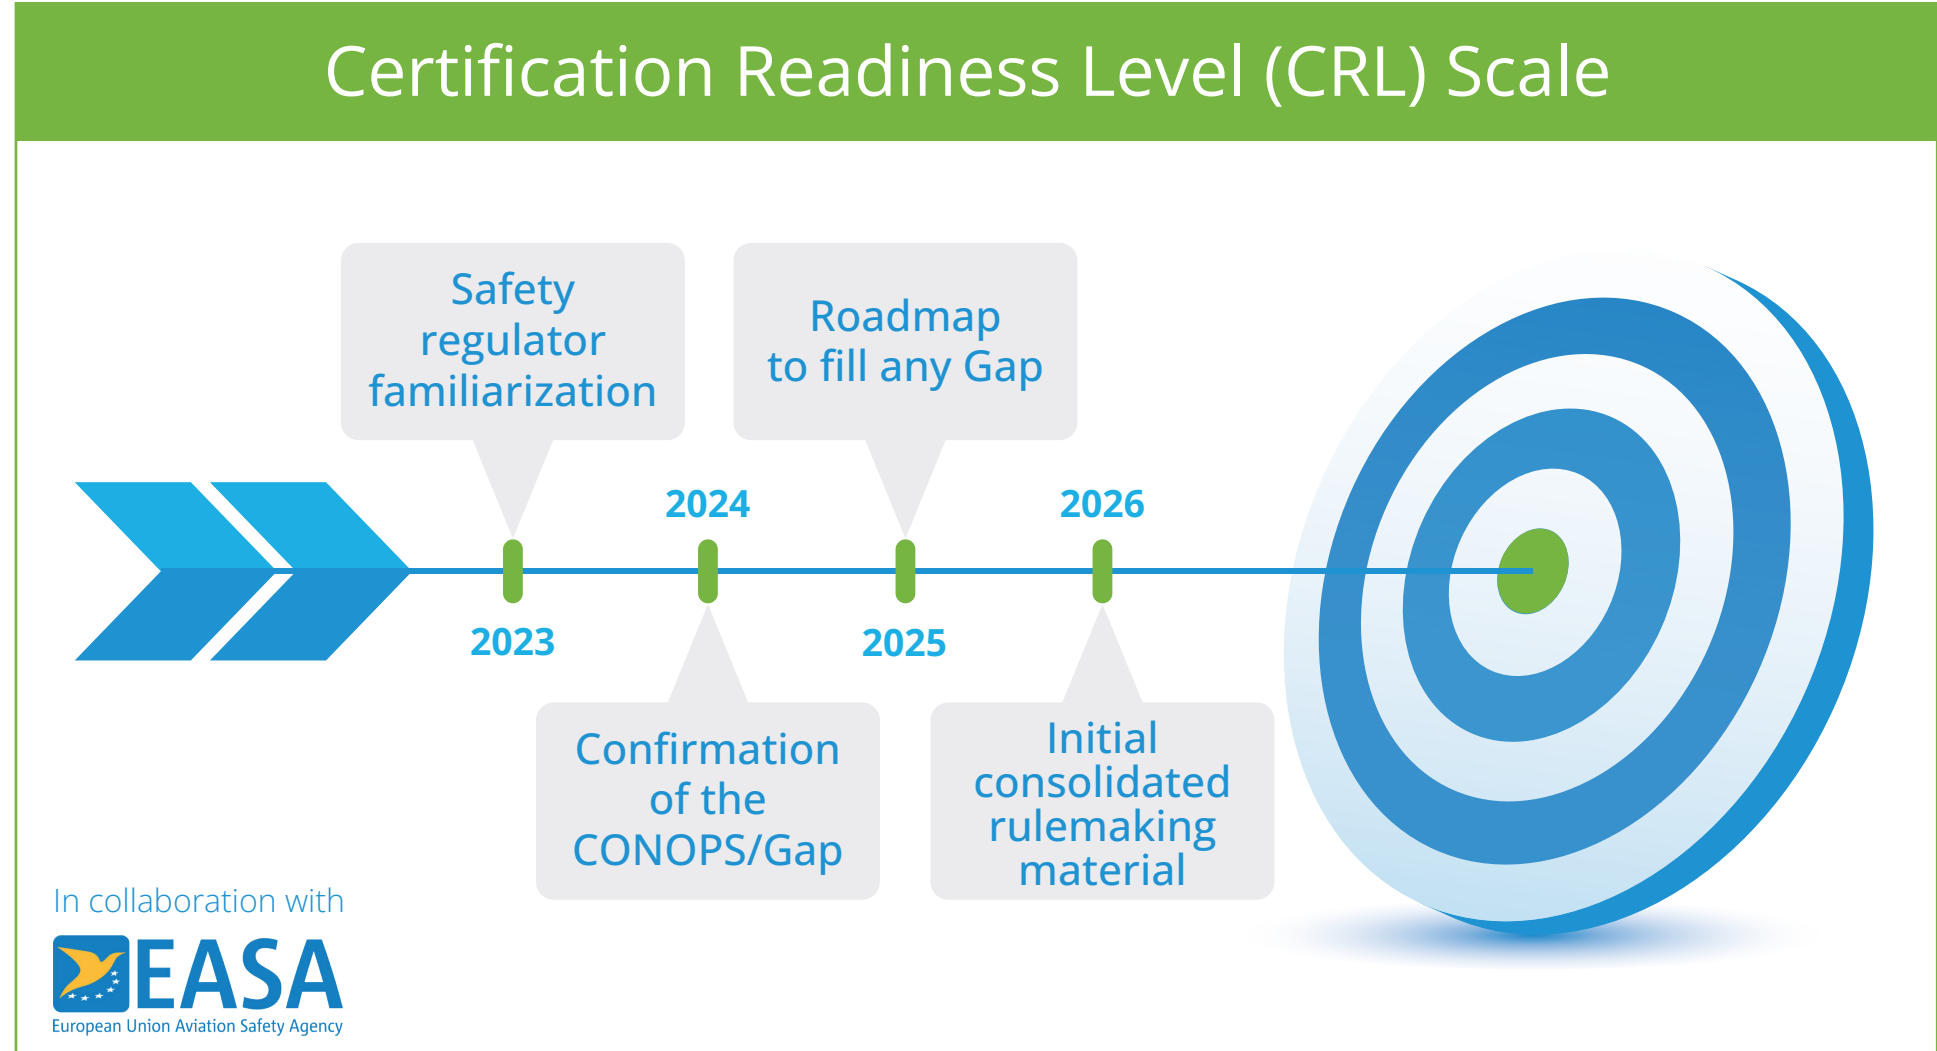 Certification Readiness Level (CRL) Scale
Safety
regulator
familiarization
Roadmap
to fill any Gap
2024
2026
2023
2025
Confirmation
of the
CONOPS/Gap
Initial
consolidated
rulemaking
material
In collaboration with
EASA
European Union Aviation Safety Agency